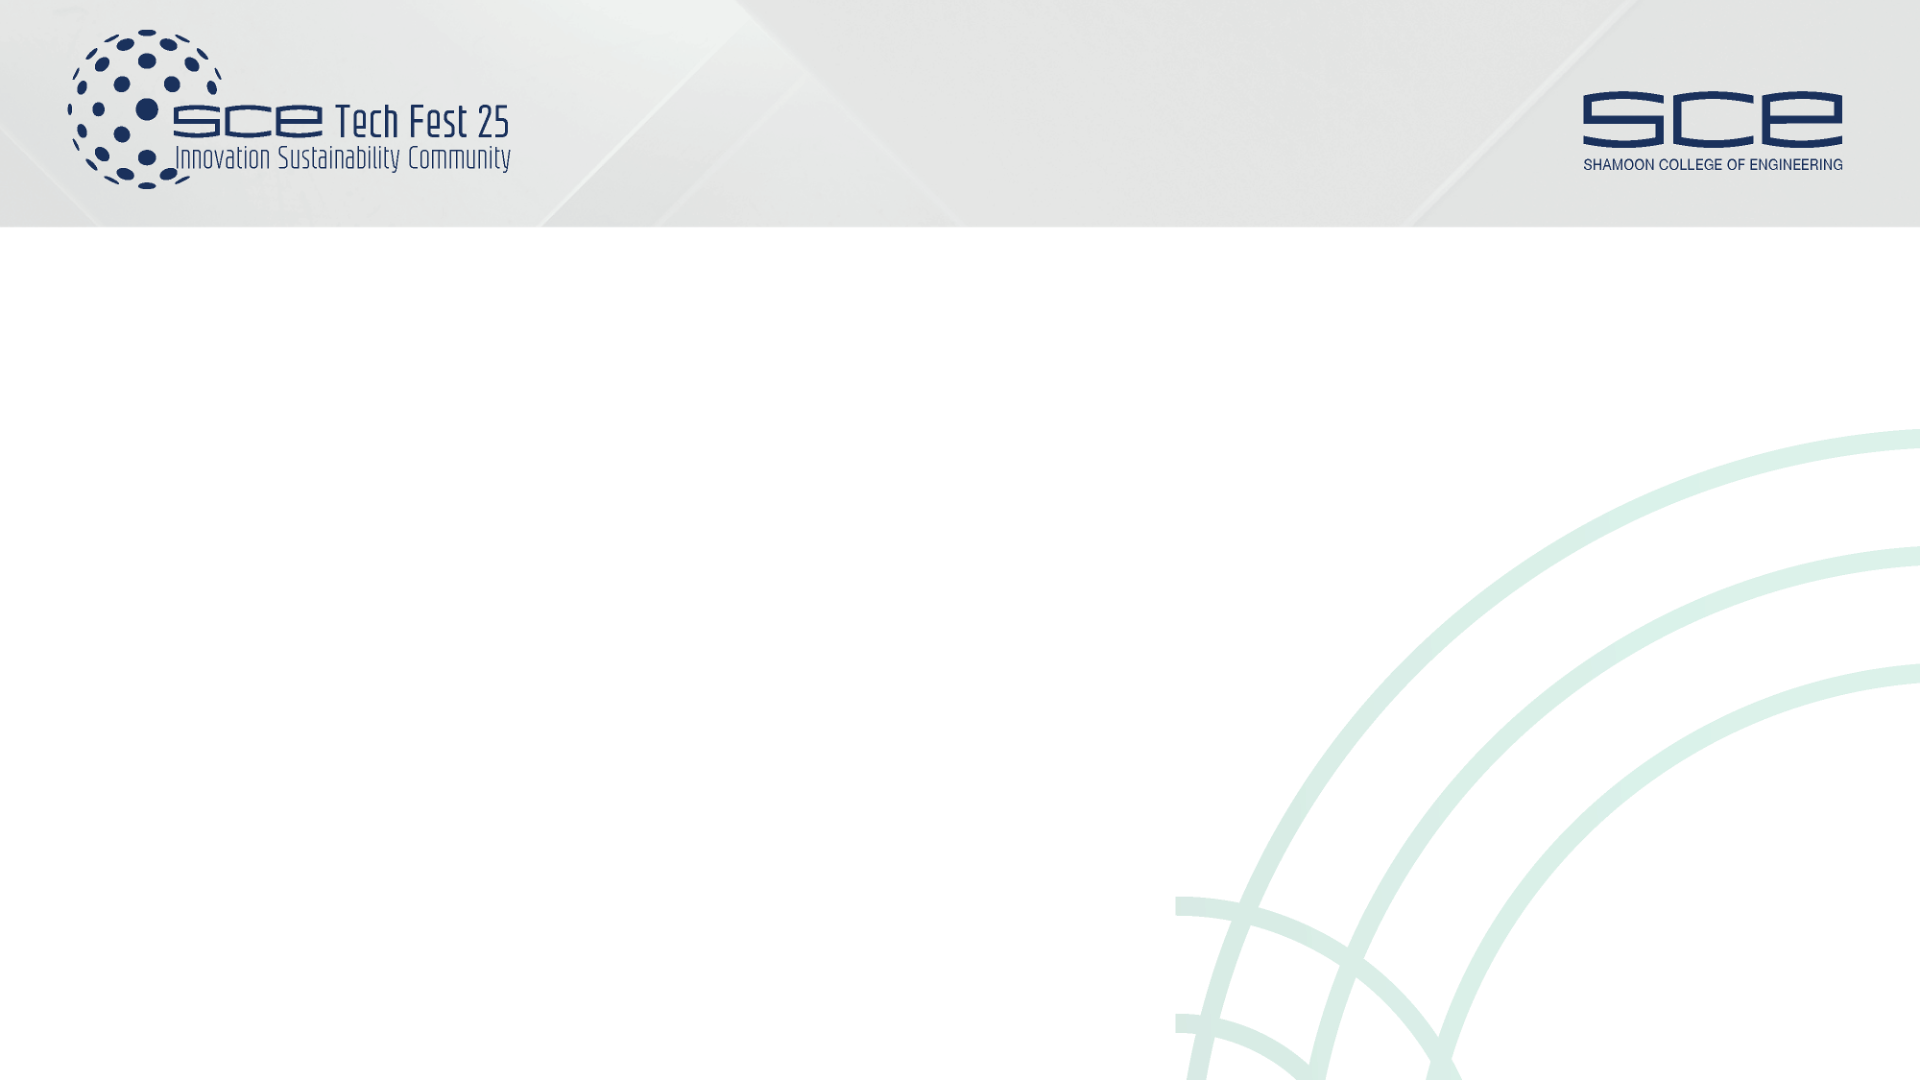 sce Tech Fest 25
Innovation Sustainability Community
sce
SHAMOON COLLEGE OF ENGINEERING